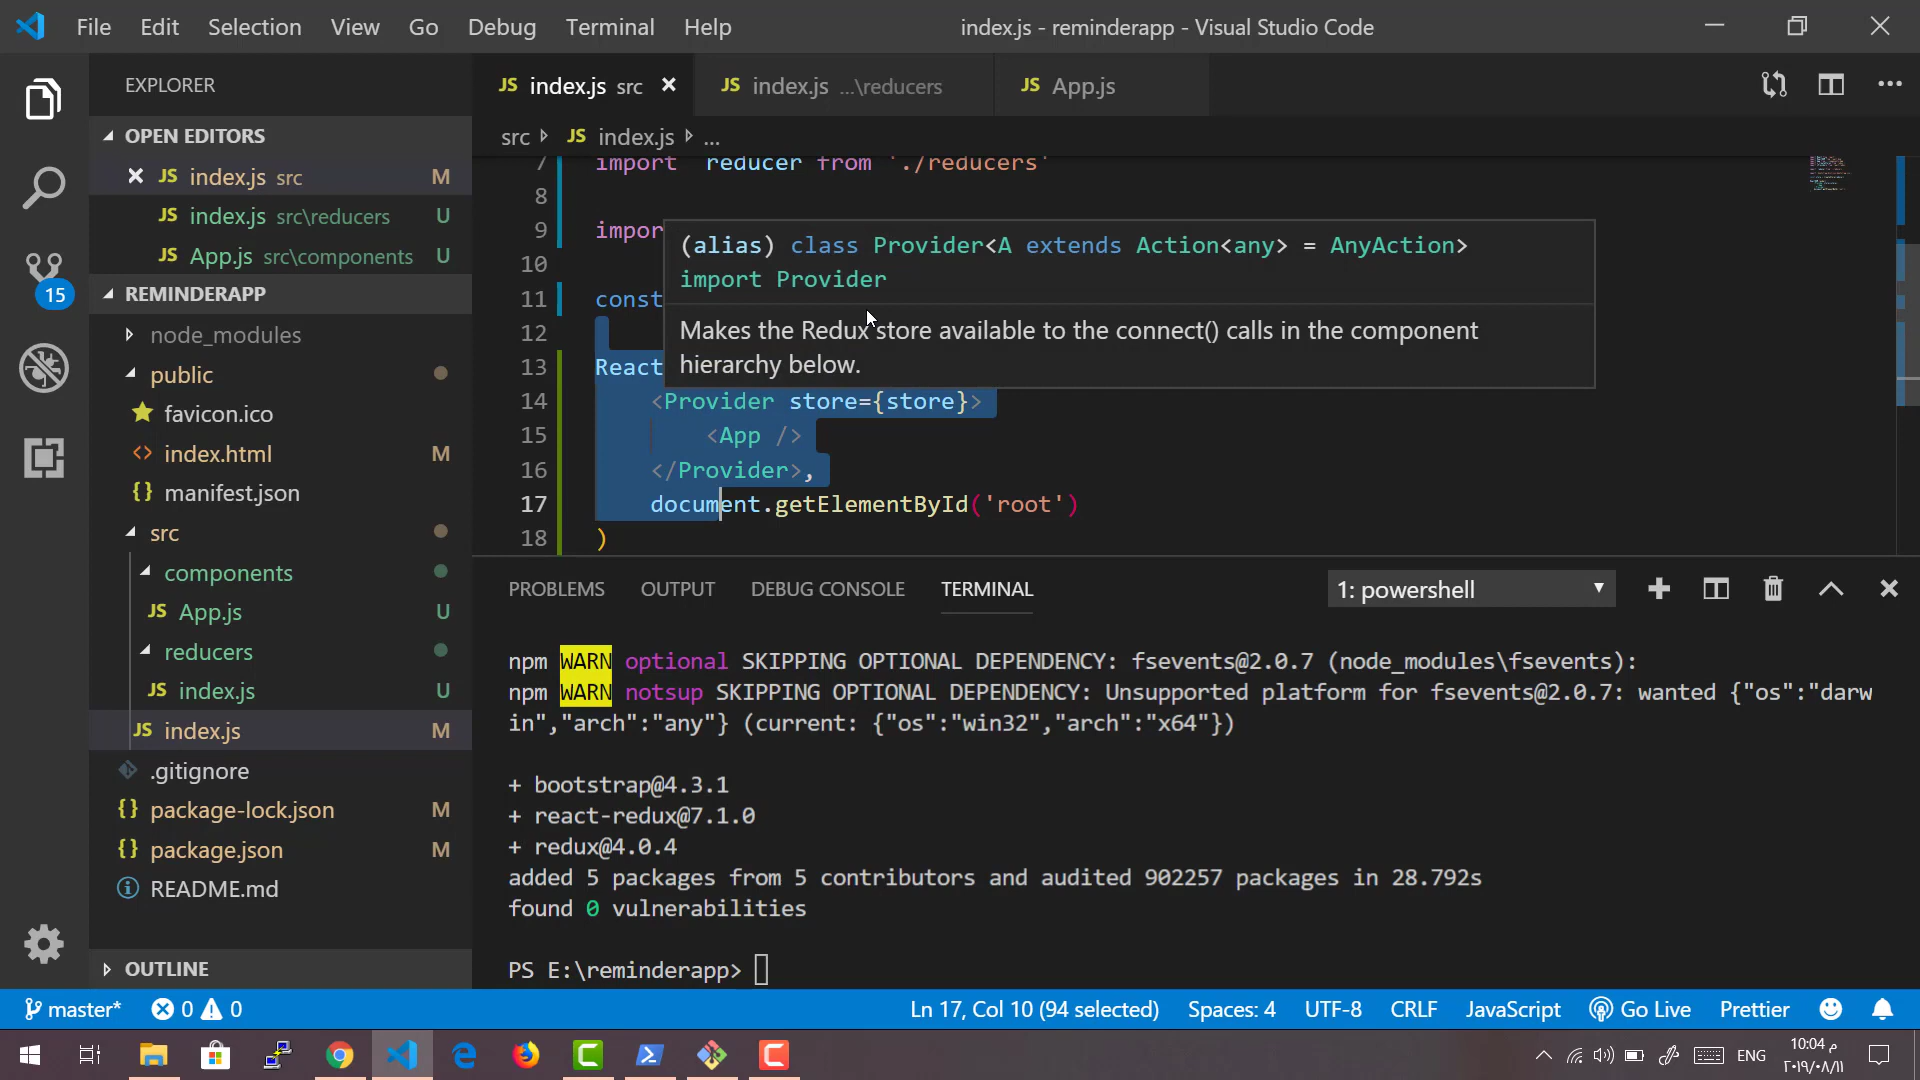 File Edit Selection View Go Debug Terminal Help
index.js - reminderapp - Visual Studio Code
EXPLORER
OPEN EDITORS
JS index.js src M
JS index.js src\reducers U
JS App.js src\components U
REMINDERAPP
node_modules
public
favicon.ico
<> index.html M
{} manifest.json
src
components
JS App.js U
reducers
JS index.js U
JS index.js M
.gitignore
{} package-lock.json M
{} package.json M
README.md
OUTLINE
15
JS index.js src JS index.js ...\reducers JS App.js
src JS index.js ...
7 import reducer from './reducers'
8
9 impor
10
11 const
12
13 React
14 <Provider store={store}>
15 <App />
16 </Provider>,
17 document.getElementById('root')
18 )
(alias) class Provider<A extends Action<any> = AnyAction>
import Provider
Makes the Redux store available to the connect() calls in the component
hierarchy below.
PROBLEMS OUTPUT DEBUG CONSOLE TERMINAL 1: powershell
npm WARN optional SKIPPING OPTIONAL DEPENDENCY: fsevents@2.0.7 (node_modules\fsevents):
npm WARN notsup SKIPPING OPTIONAL DEPENDENCY: Unsupported platform for fsevents@2.0.7: wanted {"os":"darw
in","arch":"any"} (current: {"os":"win32","arch":"x64"})
+ bootstrap@4.3.1
+ react-redux@7.1.0
+ redux@4.0.4
added 5 packages from 5 contributors and audited 902257 packages in 28.792s
found 0 vulnerabilities
PS E:\reminderapp>
master* 0 0 Ln 17, Col 10 (94 selected) Spaces: 4 UTF-8 CRLF JavaScript Go Live Prettier
ENG
10:04 م
٢٠١٩/٠٨/١١